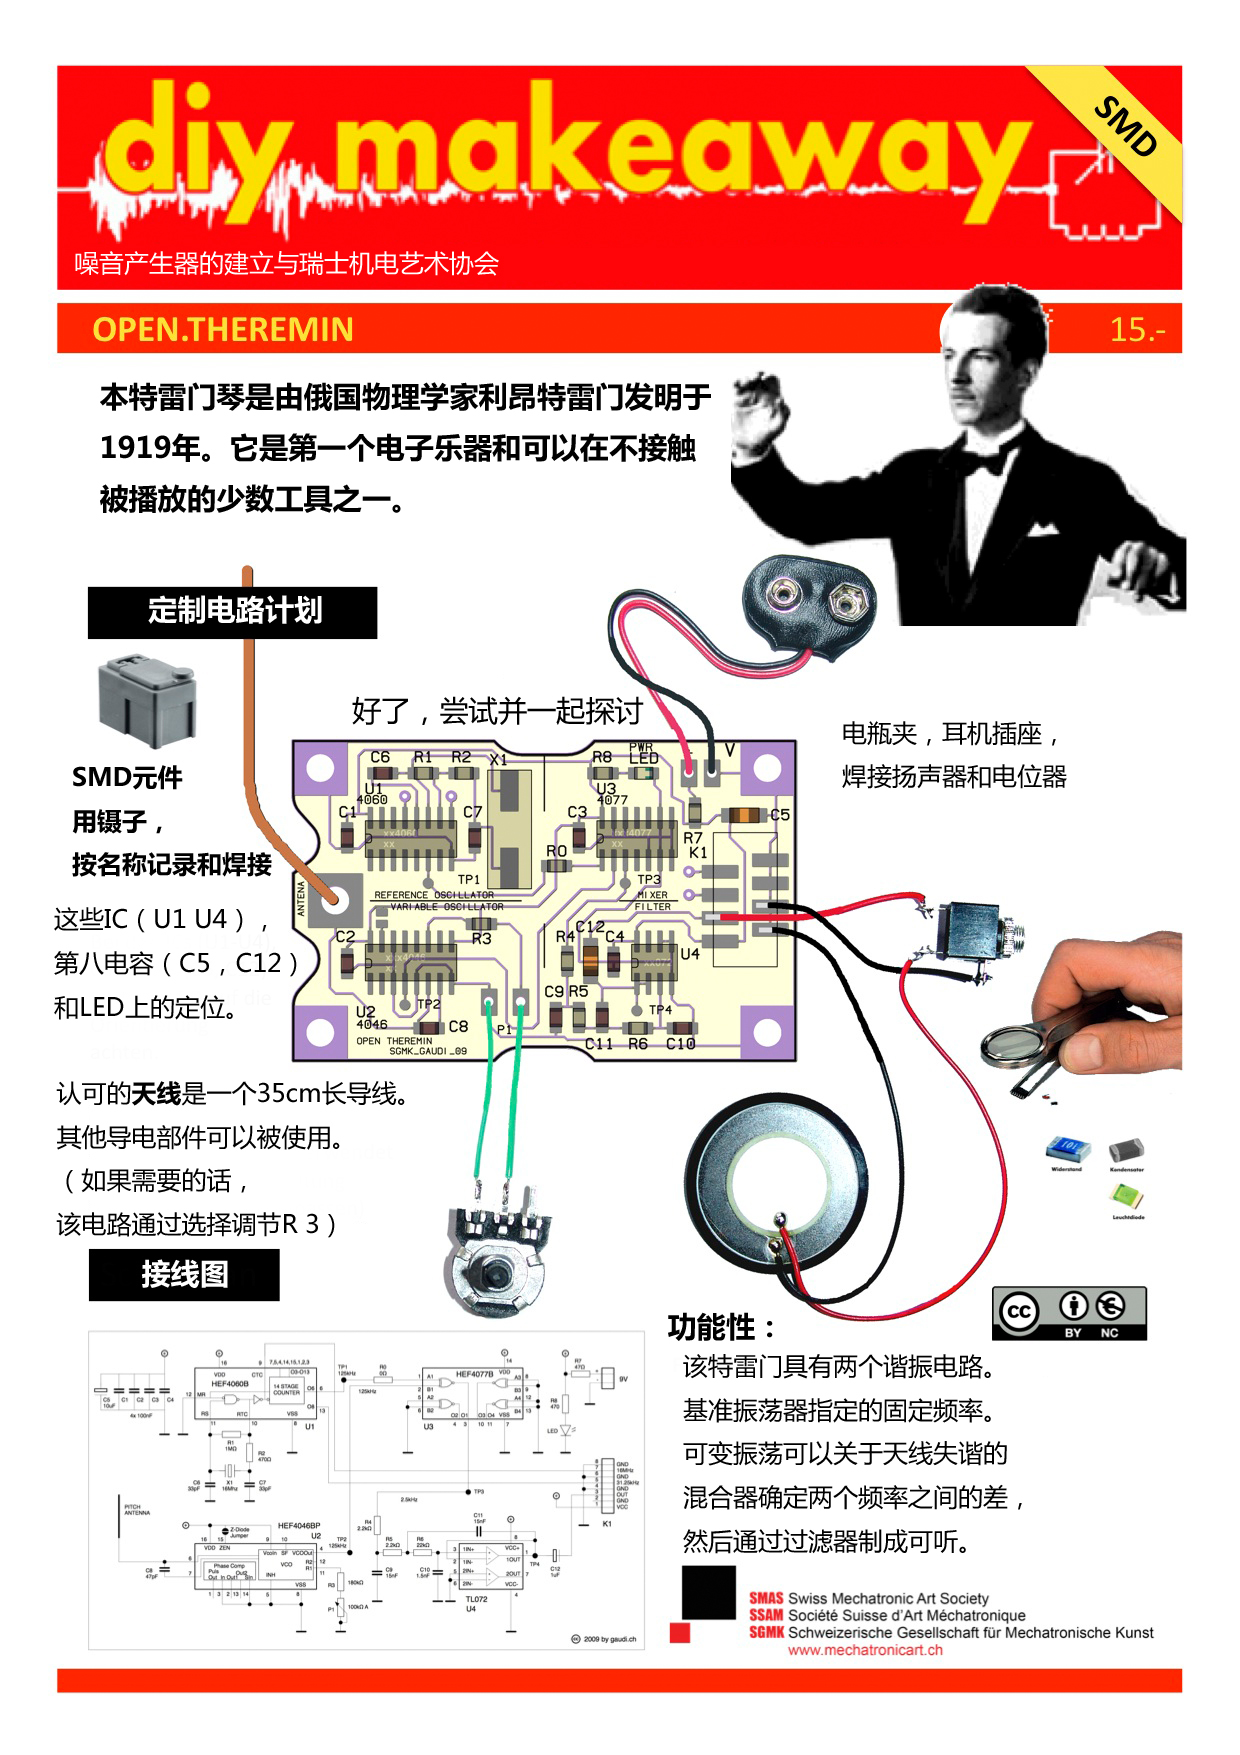 diy makeaway
SMD
噪音产生器的建立与瑞士机电艺术协会
OPEN.THEREMIN
15.-
本特雷门琴是由俄国物理学家利昂特雷门发明于
1919年。它是第一个电子乐器和可以在不接触
被播放的少数工具之一。
定制电路计划
好了，尝试并一起探讨
电瓶夹，耳机插座，
焊接扬声器和电位器
SMD元件
用镊子，
按名称记录和焊接
这些IC（U1 U4），
第八电容（C5，C12）
和LED上的定位。
认可的天线是一个35cm长导线。
其他导电部件可以被使用。
（如果需要的话，
该电路通过选择调节R 3）
C6 R1 R2 X1 R8 PWR LED V
U1 4060 U3 4077
C1 C7 C3 C5
R7
K1
R0
TP1 TP3
ANTENA
REFERENCE OSCILLATOR MIXER
VARIABLE OSCILLATOR FILTER
C2 R3 R4 C12 C4 U4
C9 R5
U2 TP2 TP4
4046 C8 P1
C11 R6 C10
OPEN THEREMIN
SGMK_GAUDI_09
Widerstand Kondensator
Leuchtdiode
接线图
HEF4060B
14 STAGE COUNTER
U1
HEF4077B
U3
9V
4x 100nF
PITCH ANTENNA
Z-Diode Jumper
HEF4046BP
U2
Phase Comp
VCO
2.5kHz
TL072
U4
K1
2009 by gaudi.ch
cc BY NC
功能性：
该特雷门具有两个谐振电路。
基准振荡器指定的固定频率。
可变振荡可以关于天线失谐的
混合器确定两个频率之间的差，
然后通过过滤器制成可听。
SMAS Swiss Mechatronic Art Society
SSAM Société Suisse d'Art Méchatronique
SGMK Schweizerische Gesellschaft für Mechatronische Kunst
www.mechatronicart.ch